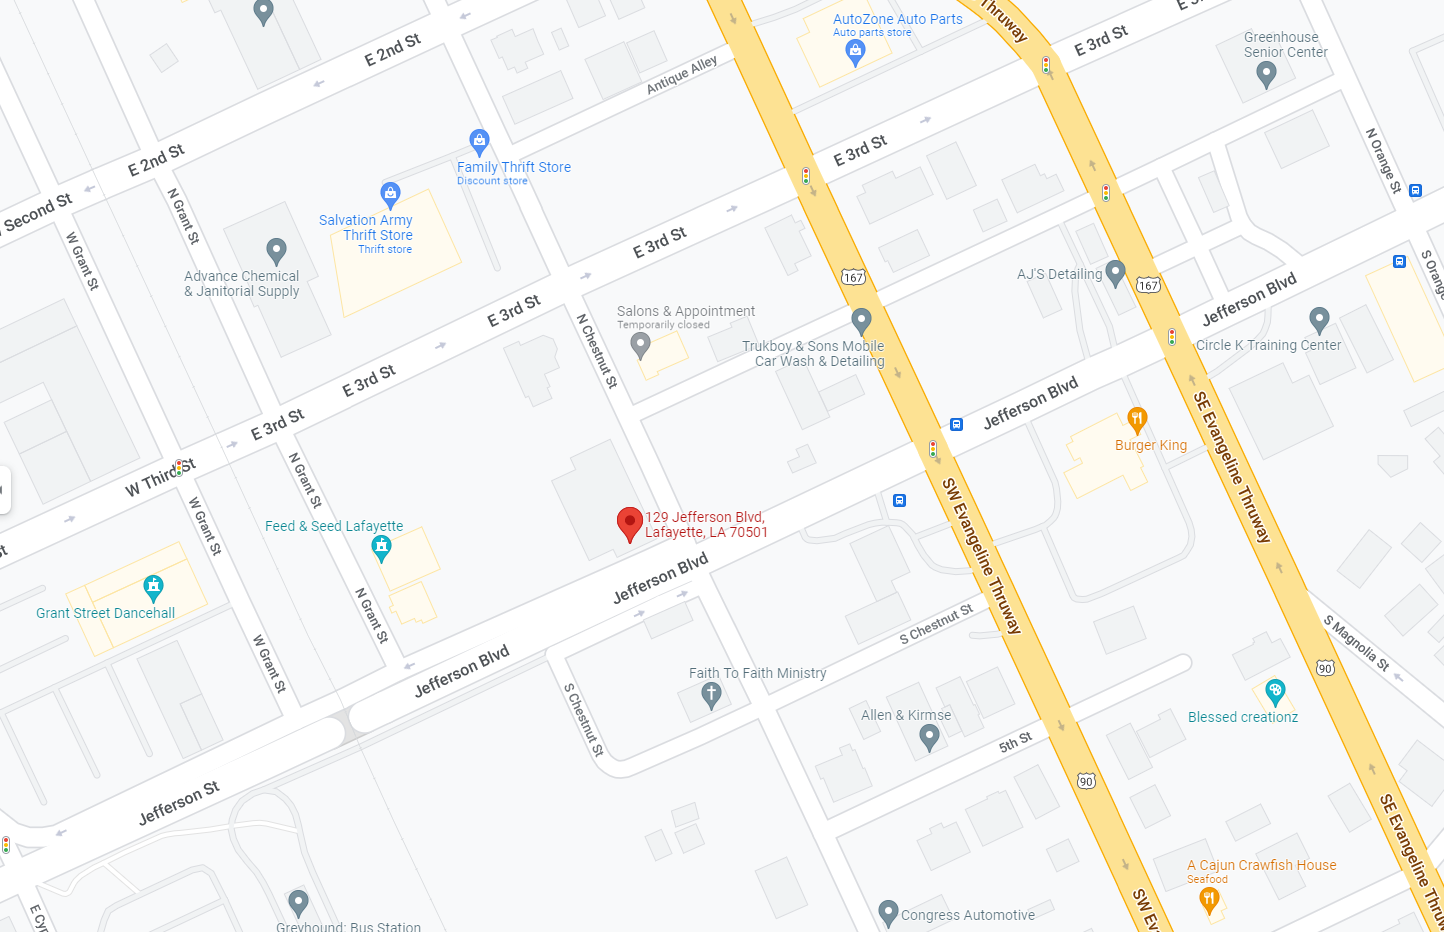 Thruway
AutoZone Auto Parts
Auto parts store
E 3rd St
Greenhouse
Senior Center
E 2nd St
Antique Alley
E 2nd St
E 3rd St
N Orange St
Family Thrift Store
Discount store
Second St
N Grant St
Salvation Army
Thrift Store
Thrift store
W Grant St
E 3rd St
Advance Chemical
& Janitorial Supply
167
AJ'S Detailing
167
Jefferson Blvd
S Orange
E 3rd St
N Chestnut St
Salons & Appointment
Temporarily closed
Trukboy & Sons Mobile
Car Wash & Detailing
Circle K Training Center
E 3rd St
Jefferson Blvd
E 3rd St
Burger King
SE Evangeline Thruway
W Third St
N Grant St
W Grant St
SW Evangeline Thruway
129 Jefferson Blvd,
Lafayette, LA 70501
Feed & Seed Lafayette
Jefferson Blvd
Grant Street Dancehall
N Grant St
S Chestnut St
S Magnolia St
W Grant St
Jefferson Blvd
90
Faith To Faith Ministry
S Chestnut St
Allen & Kirmse
Blessed creationz
5th St
90
Jefferson St
SE Evangeline Thruw
A Cajun Crawfish House
Seafood
SW Ev
E Cyp
Congress Automotive
Greyhound: Bus Station